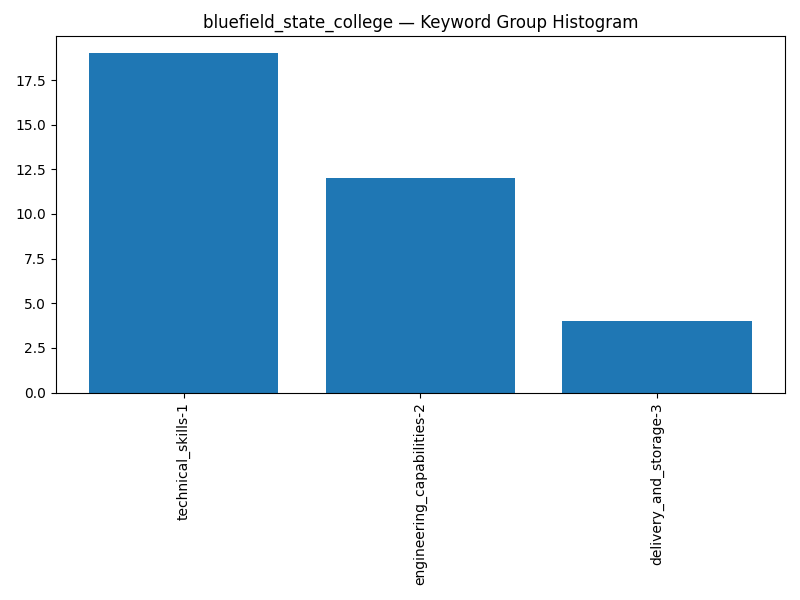 bluefield_state_college — Keyword Group Histogram
17.5
15.0
12.5
10.0
7.5
5.0
2.5
0.0
technical_skills-1
engineering_capabilities-2
delivery_and_storage-3